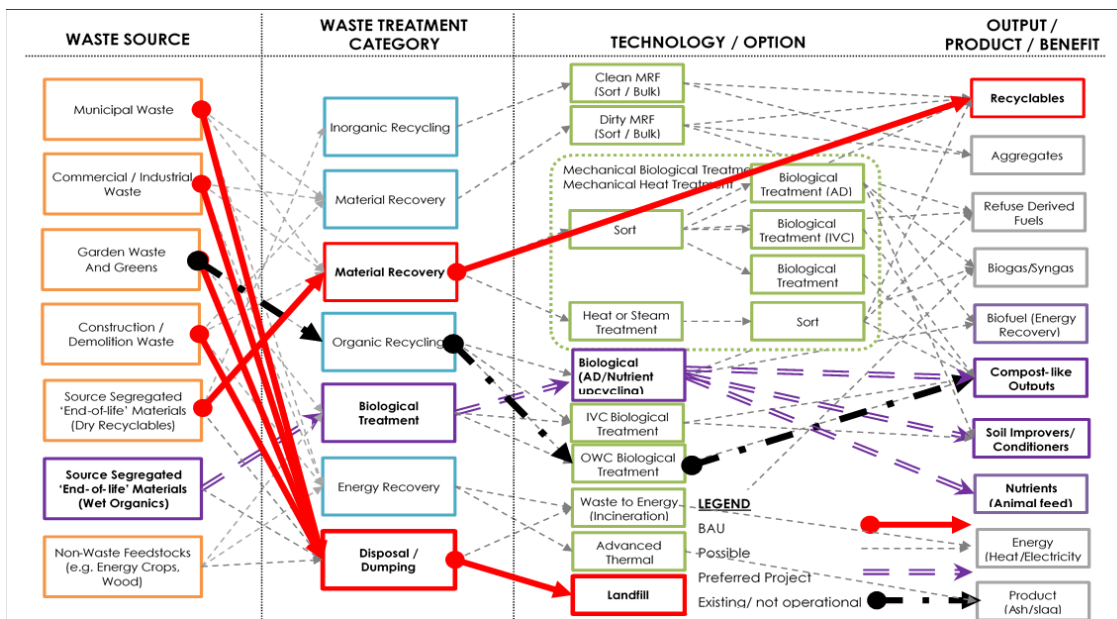 WASTE SOURCE
WASTE TREATMENT
CATEGORY
TECHNOLOGY / OPTION
OUTPUT /
PRODUCT / BENEFIT
Municipal Waste
Commercial / Industrial
Waste
Garden Waste
And Greens
Construction /
Demolition Waste
Source Segregated
'End-of-life' Materials
(Dry Recyclables)
Source Segregated
'End-of-life' Materials
(Wet Organics)
Non-Waste Feedstocks
(e.g. Energy Crops,
Wood)
Inorganic Recycling
Material Recovery
Material Recovery
Organic Recycling
Biological
Treatment
Energy Recovery
Disposal /
Dumping
Clean MRF
(Sort / Bulk)
Dirty MRF
(Sort / Bulk)
Mechanical Biological Treatme
Mechanical Heat Treatment
Sort
Biological
Treatment (AD)
Biological
Treatment (IVC)
Biological
Treatment
Heat or Steam
Treatment
Sort
Biological
(AD/Nutrient
upcycling)
IVC Biological
Treatment
OWC Biological
Treatment
Waste to Energy
(Incineration)
Advanced
Thermal
Landfill
LEGEND
BAU
Possible
Preferred Project
Existing/ not operational
Recyclables
Aggregates
Refuse Derived
Fuels
Biogas/Syngas
Biofuel (Energy
Recovery)
Compost-like
Outputs
Soil Improvers/
Conditioners
Nutrients
(Animal feed)
Energy
(Heat/Electricity
Product
(Ash/slag)